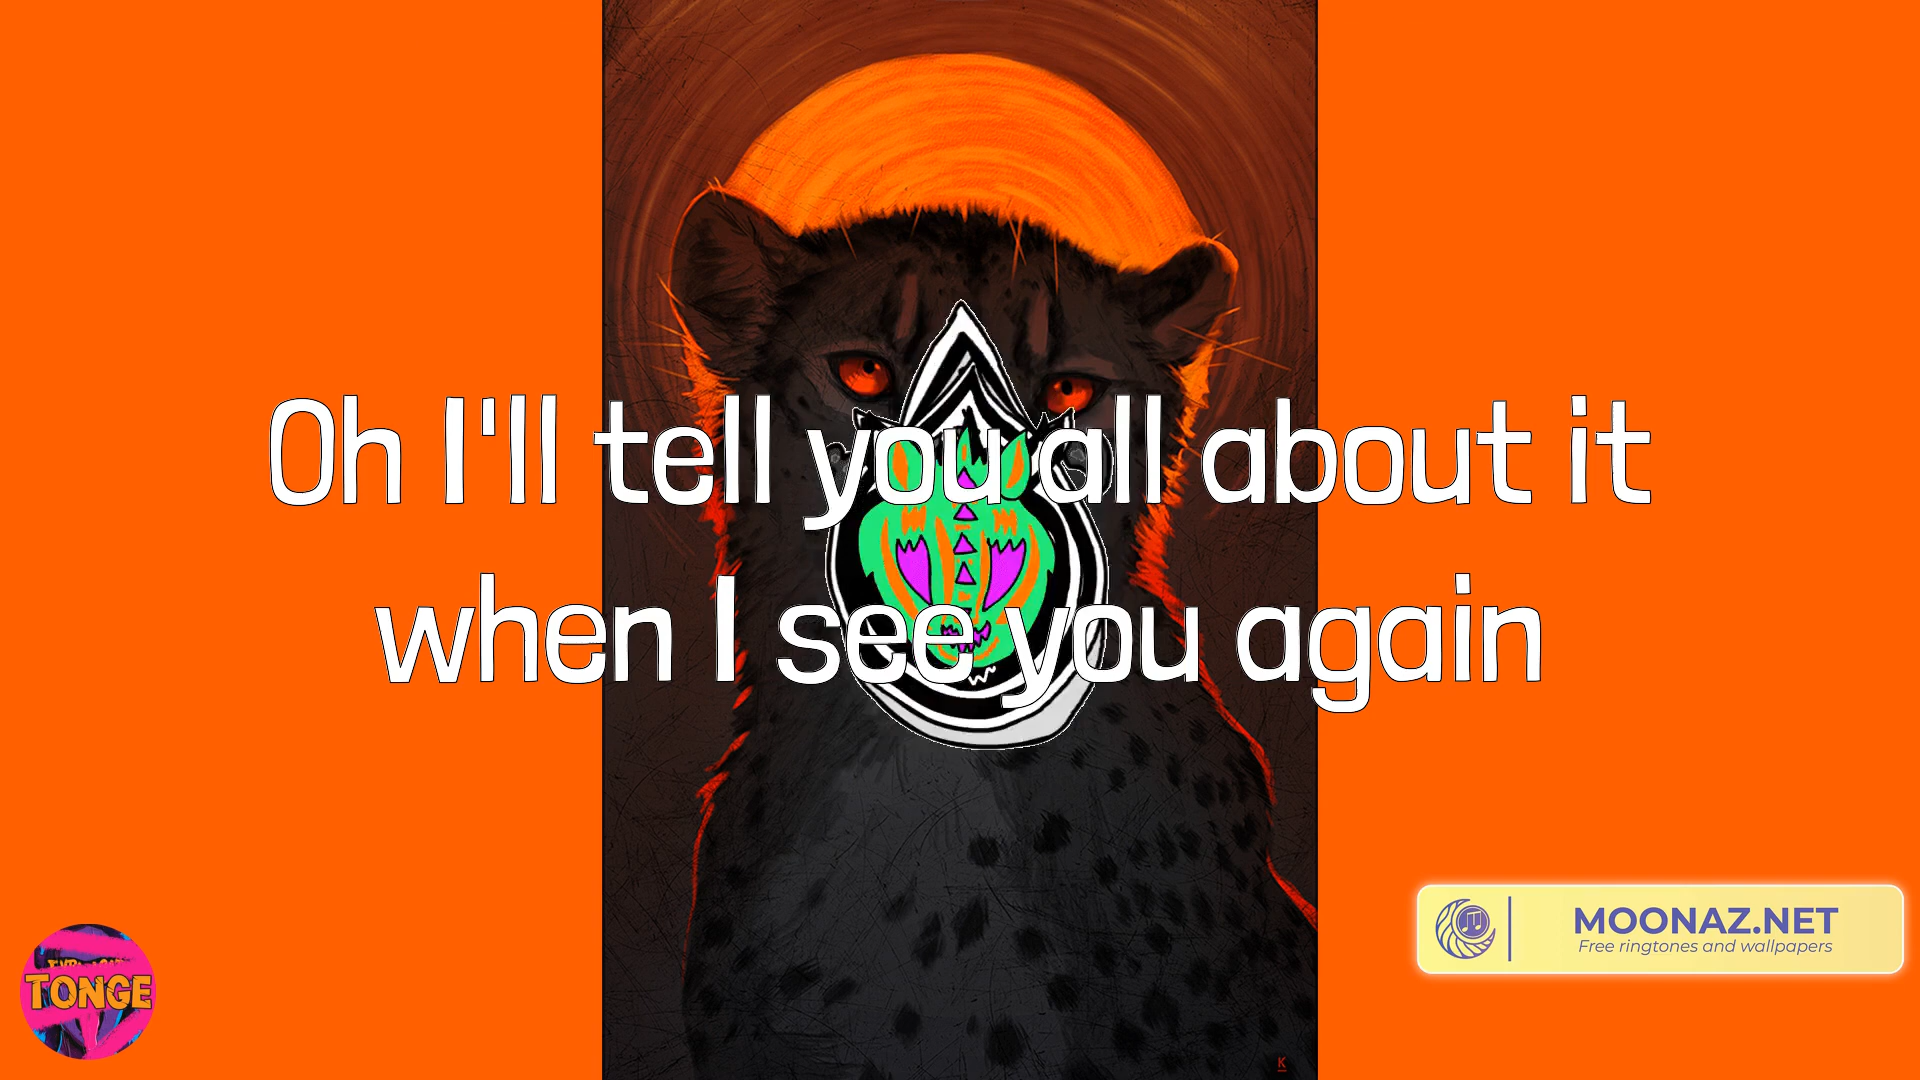 Oh I'll tell you all about it
when I see you again
MOONAZ.NET
Free ringtones and wallpapers
TONGE
K